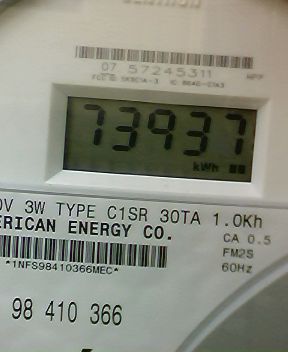 07 57245311
73937
kWh
0V 3W TYPE C1SR 30TA 1.0Kh
ERICAN ENERGY CO.
CA 0.5
FM2S
*1NFS98410366MEC*
60Hz
98 410 366